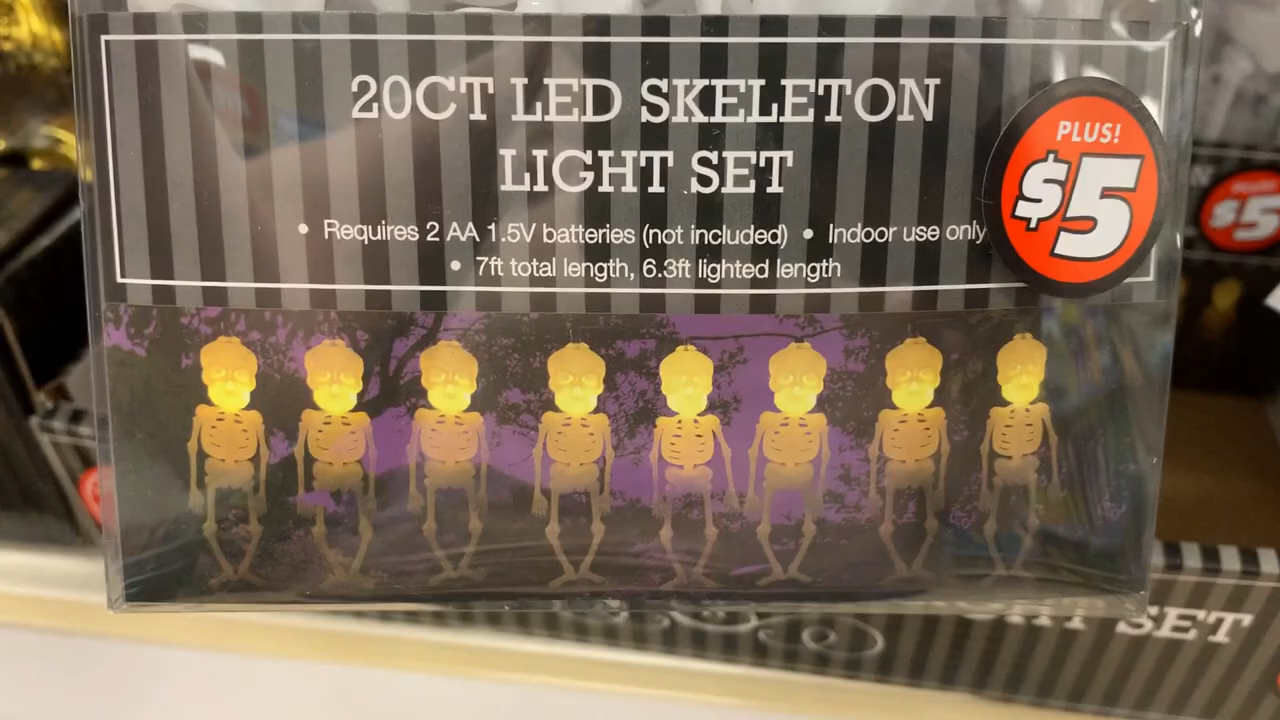 20CT LED SKELETON
LIGHT SET
• Requires 2 AA 1.5V batteries (not included) • Indoor use only
• 7ft total length, 6.3ft lighted length
PLUS!
$5
$5
SET